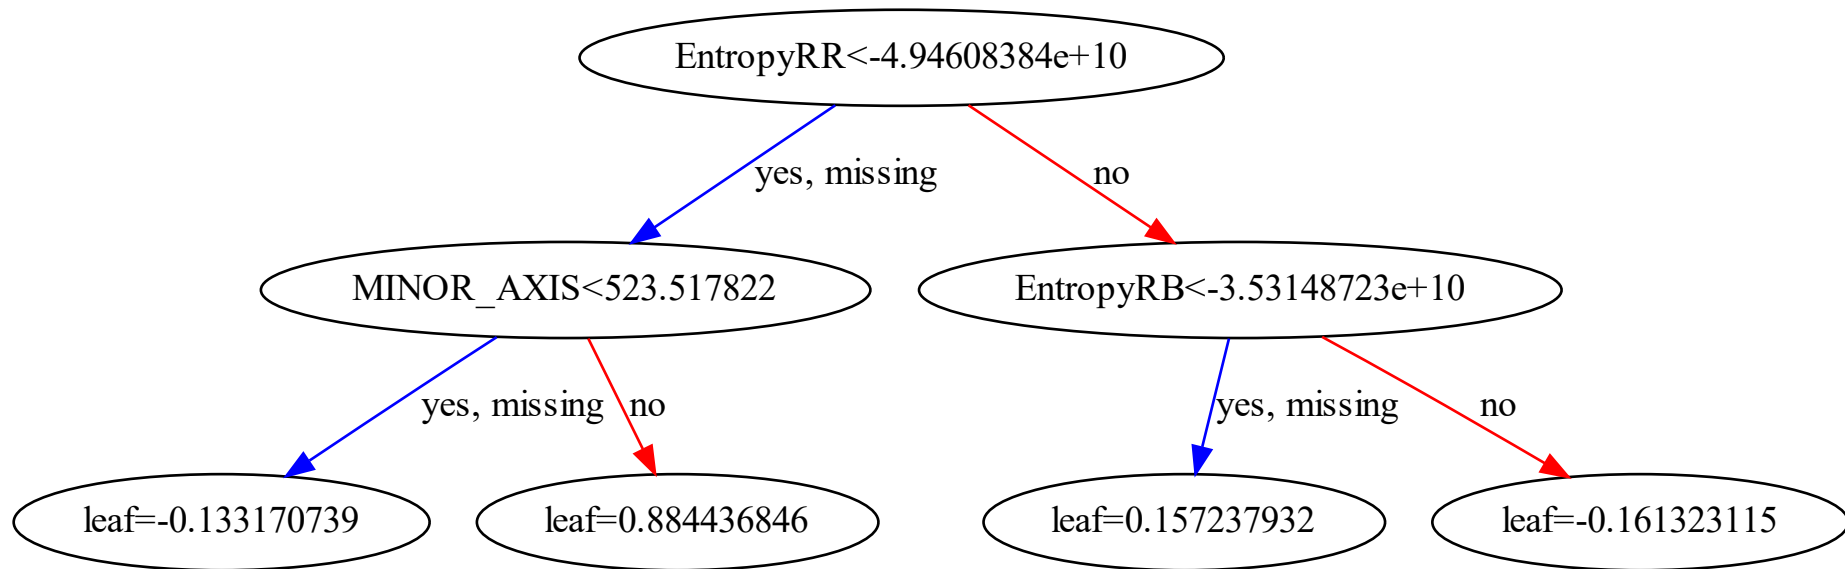 EntropyRR<-4.94608384e+10
yes, missing
no
MINOR_AXIS<523.517822
EntropyRB<-3.53148723e+10
yes, missing
no
yes, missing
no
leaf=-0.133170739
leaf=0.884436846
leaf=0.157237932
leaf=-0.161323115